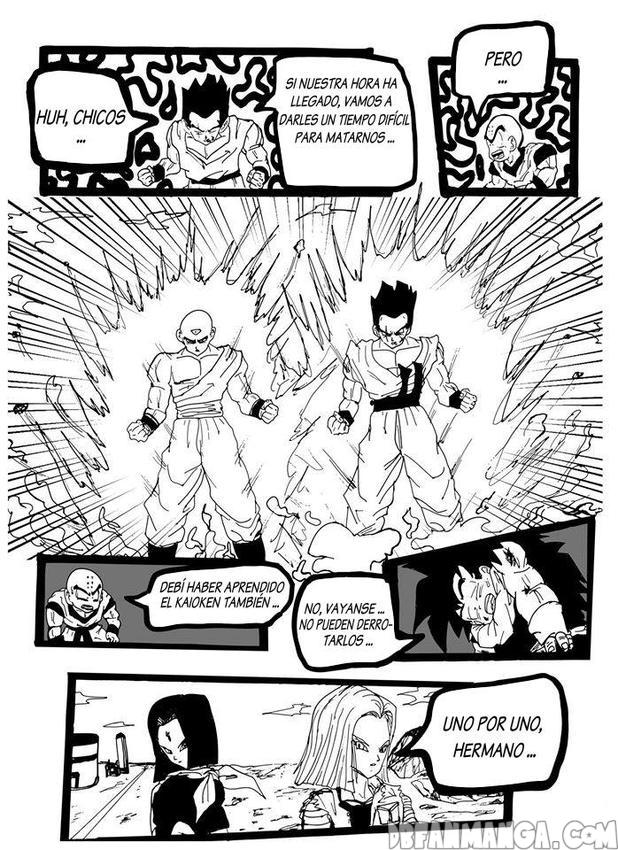 HUH, CHICOS
...
SI NUESTRA HORA HA
LLEGADO, VAMOS A
DARLES UN TIEMPO DIFÍCIL
PARA MATARNOS ...
PERO
...
DEBÍ HABER APRENDIDO
EL KAIOKEN TAMBIÉN ...
NO, VAYANSE ...
NO PUEDEN DERRO-
TARLOS ...
UNO POR UNO,
HERMANO ...
DBFANMANGA.COM